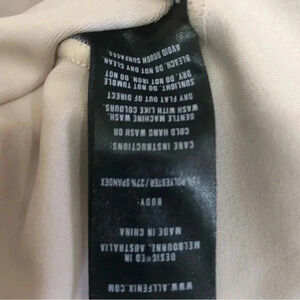 WWW.ALLFENIX.COM
DESIGNED IN
MELBOURNE, AUSTRALIA
MADE IN CHINA
BODY:
POLYESTER / 27% SPANDEX
CARE INSTRUCTIONS:
COLD HAND WASH OR
GENTLE MACHINE WASH.
WASH WITH LIKE COLOURS.
DRY FLAT OUT OF DIRECT
SUNLIGHT. DO NOT TUMBLE
DRY. DO NOT IRON. DO NOT
BLEACH. DO NOT DRY CLEAN.
AVOID ROUGH SURFACES